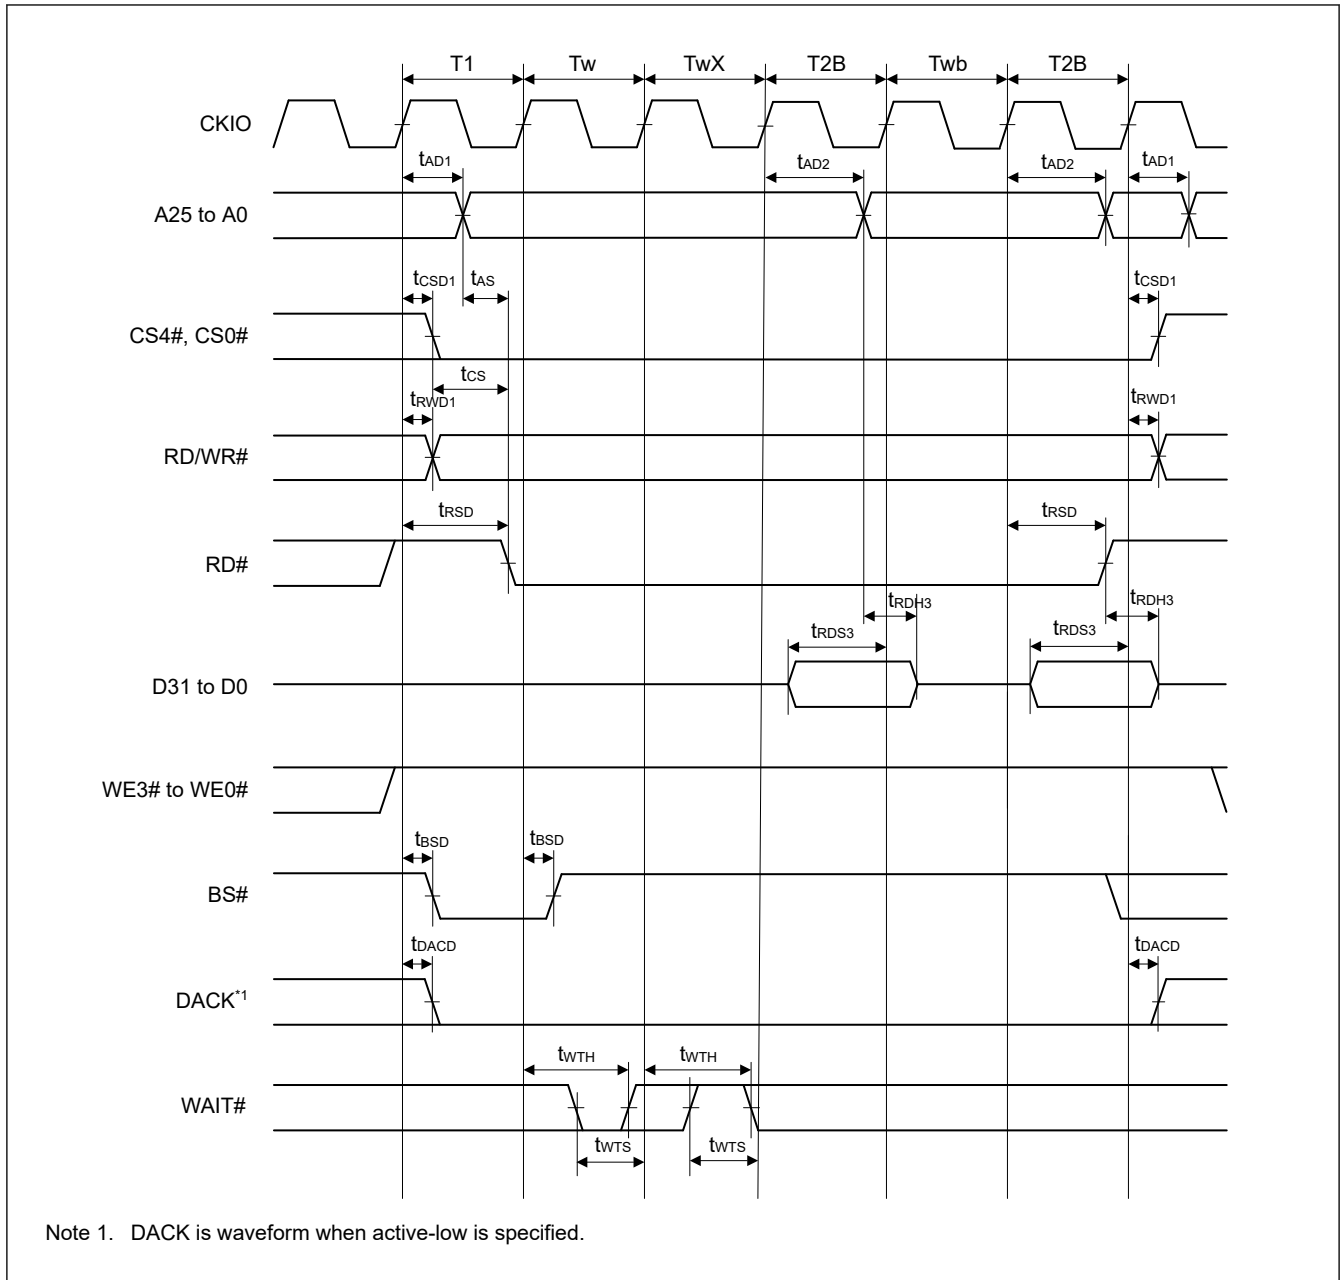 T1 Tw TwX T2B Twb T2B
CKIO
tAD1 tAD2 tAD2 tAD1
A25 to A0
tCSD1 tAS tCSD1
CS4#, CS0#
tCS
tRWD1 tRWD1
RD/WR#
tRSD tRSD
RD#
tRDH3 tRDH3
tRDS3 tRDS3
D31 to D0
WE3# to WE0#
tBSD tBSD
BS#
tDACD tDACD
DACK*1
tWTH tWTH
WAIT#
tWTS tWTS
Note 1. DACK is waveform when active-low is specified.